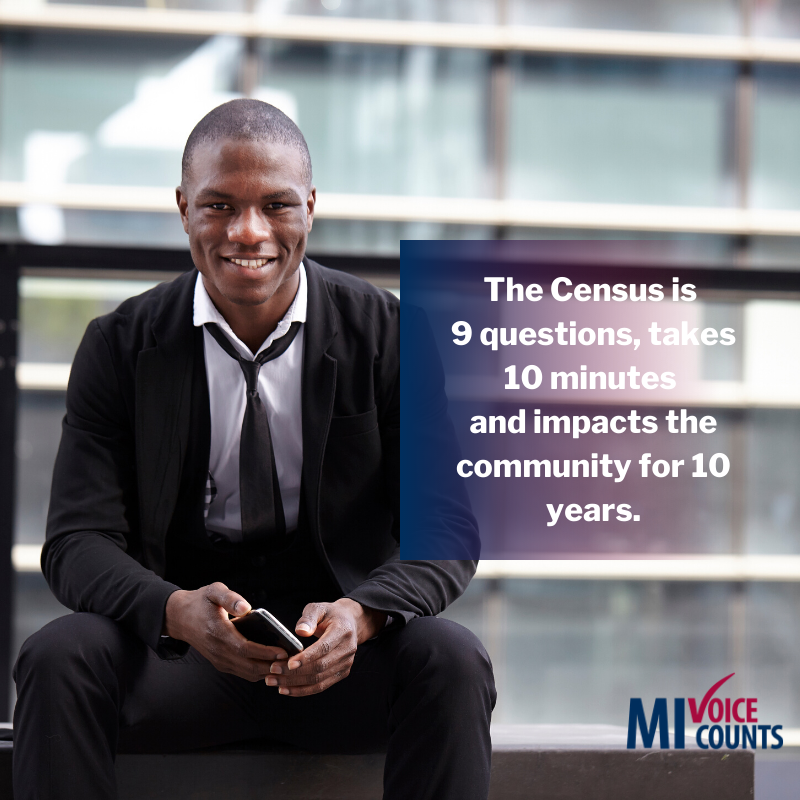 The Census is
9 questions, takes
10 minutes
and impacts the
community for 10
years.
MI VOICE
COUNTS